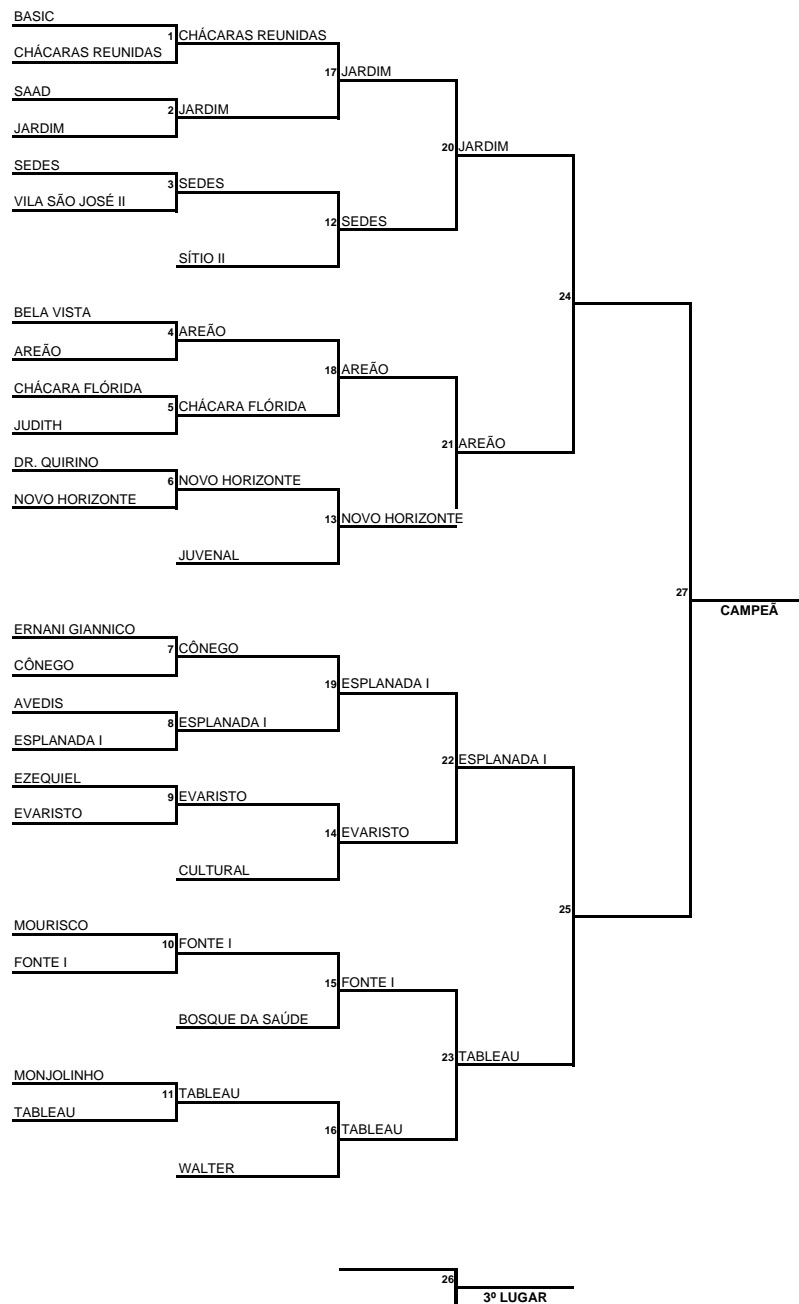 BASIC
1 CHÁCARAS REUNIDAS
CHÁCARAS REUNIDAS
17 JARDIM
SAAD
2 JARDIM
JARDIM
20 JARDIM
SEDES
3 SEDES
VILA SÃO JOSÉ II
12 SEDES
SÍTIO II
24
BELA VISTA
4 AREÃO
AREÃO
18 AREÃO
CHÁCARA FLÓRIDA
5 CHÁCARA FLÓRIDA
JUDITH
21 AREÃO
DR. QUIRINO
6 NOVO HORIZONTE
NOVO HORIZONTE
13 NOVO HORIZONTE
JUVENAL
27
CAMPEÃ
ERNANI GIANNICO
7 CÔNEGO
CÔNEGO
19 ESPLANADA I
AVEDIS
8 ESPLANADA I
ESPLANADA I
22 ESPLANADA I
EZEQUIEL
9 EVARISTO
EVARISTO
14 EVARISTO
CULTURAL
25
MOURISCO
10 FONTE I
FONTE I
15 FONTE I
BOSQUE DA SAÚDE
23 TABLEAU
MONJOLINHO
11 TABLEAU
TABLEAU
16 TABLEAU
WALTER
26
3º LUGAR